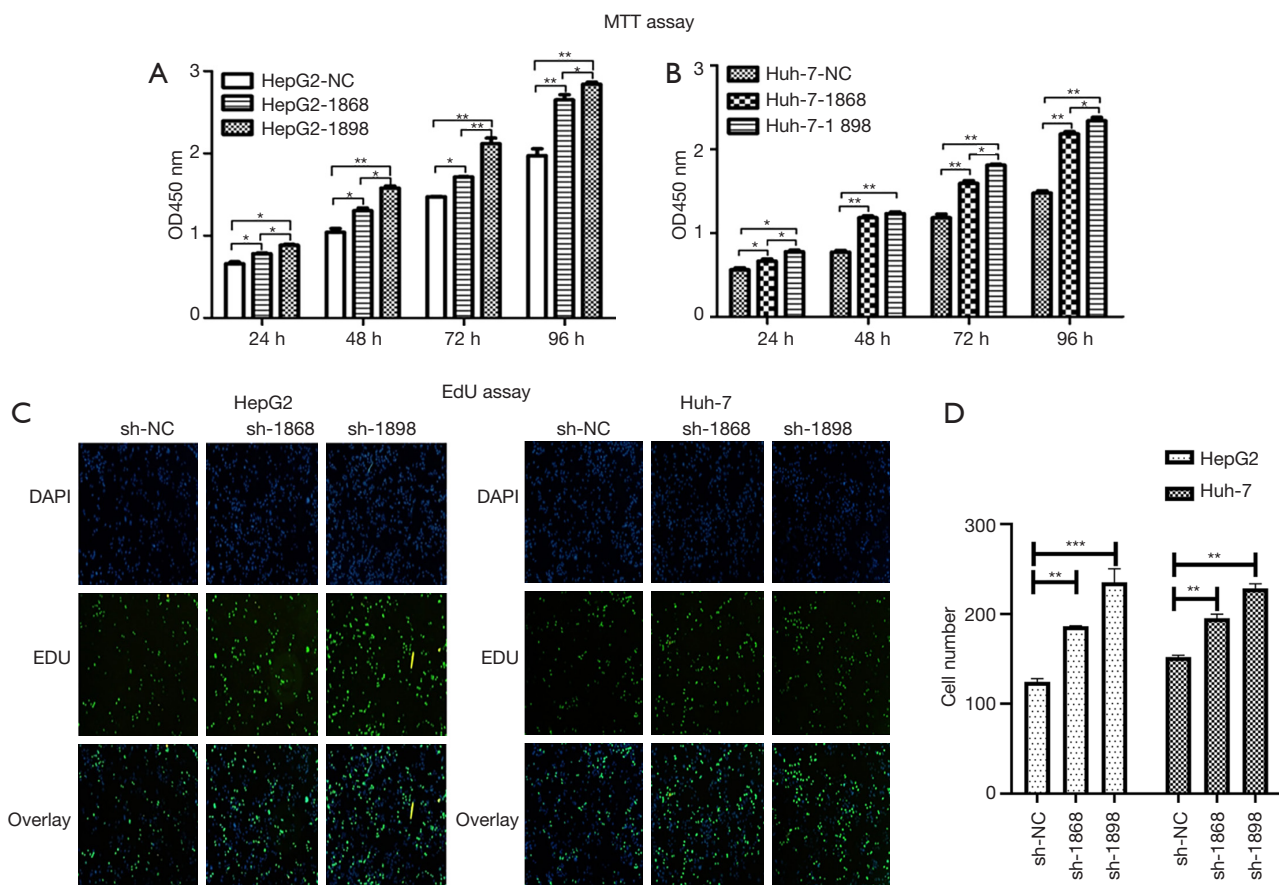 MTT assay
A
HepG2-NC
HepG2-1868
HepG2-1898
OD450 nm
3
2
1
0
* * *
* * **
* ** **
** * **
24 h 48 h 72 h 96 h
B
Huh-7-NC
Huh-7-1868
Huh-7-1 898
OD450 nm
3
2
1
0
* * *
** **
** * **
** * **
24 h 48 h 72 h 96 h
C
EdU assay
HepG2 Huh-7
sh-NC sh-1868 sh-1898 sh-NC sh-1868 sh-1898
DAPI DAPI
EDU EDU
Overlay Overlay
D
HepG2
Huh-7
Cell number
300
200
100
0
*** **
** **
sh-NC sh-1868 sh-1898 sh-NC sh-1868 sh-1898